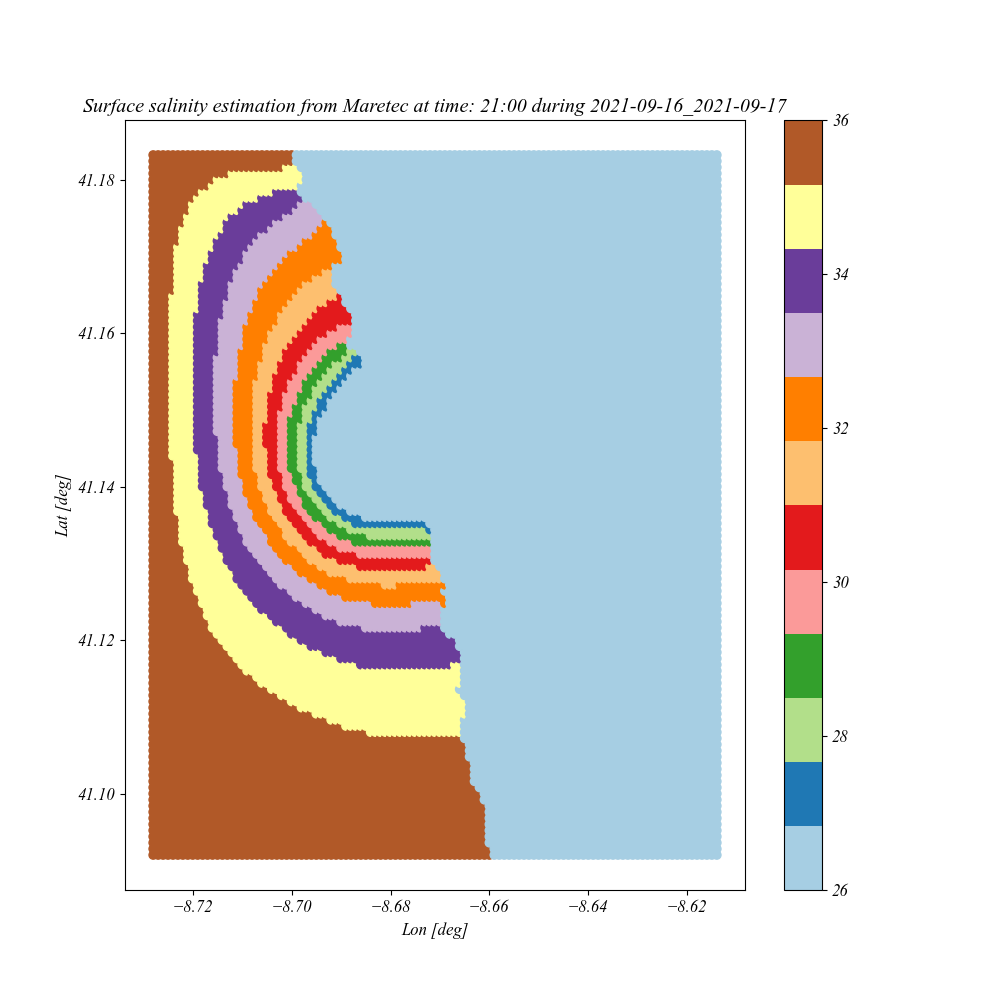 Surface salinity estimation from Maretec at time: 21:00 during 2021-09-16_2021-09-17
36
41.18
34
41.16
32
41.14
Lat [deg]
30
41.12
28
41.10
26
−8.72 −8.70 −8.68 −8.66 −8.64 −8.62
Lon [deg]